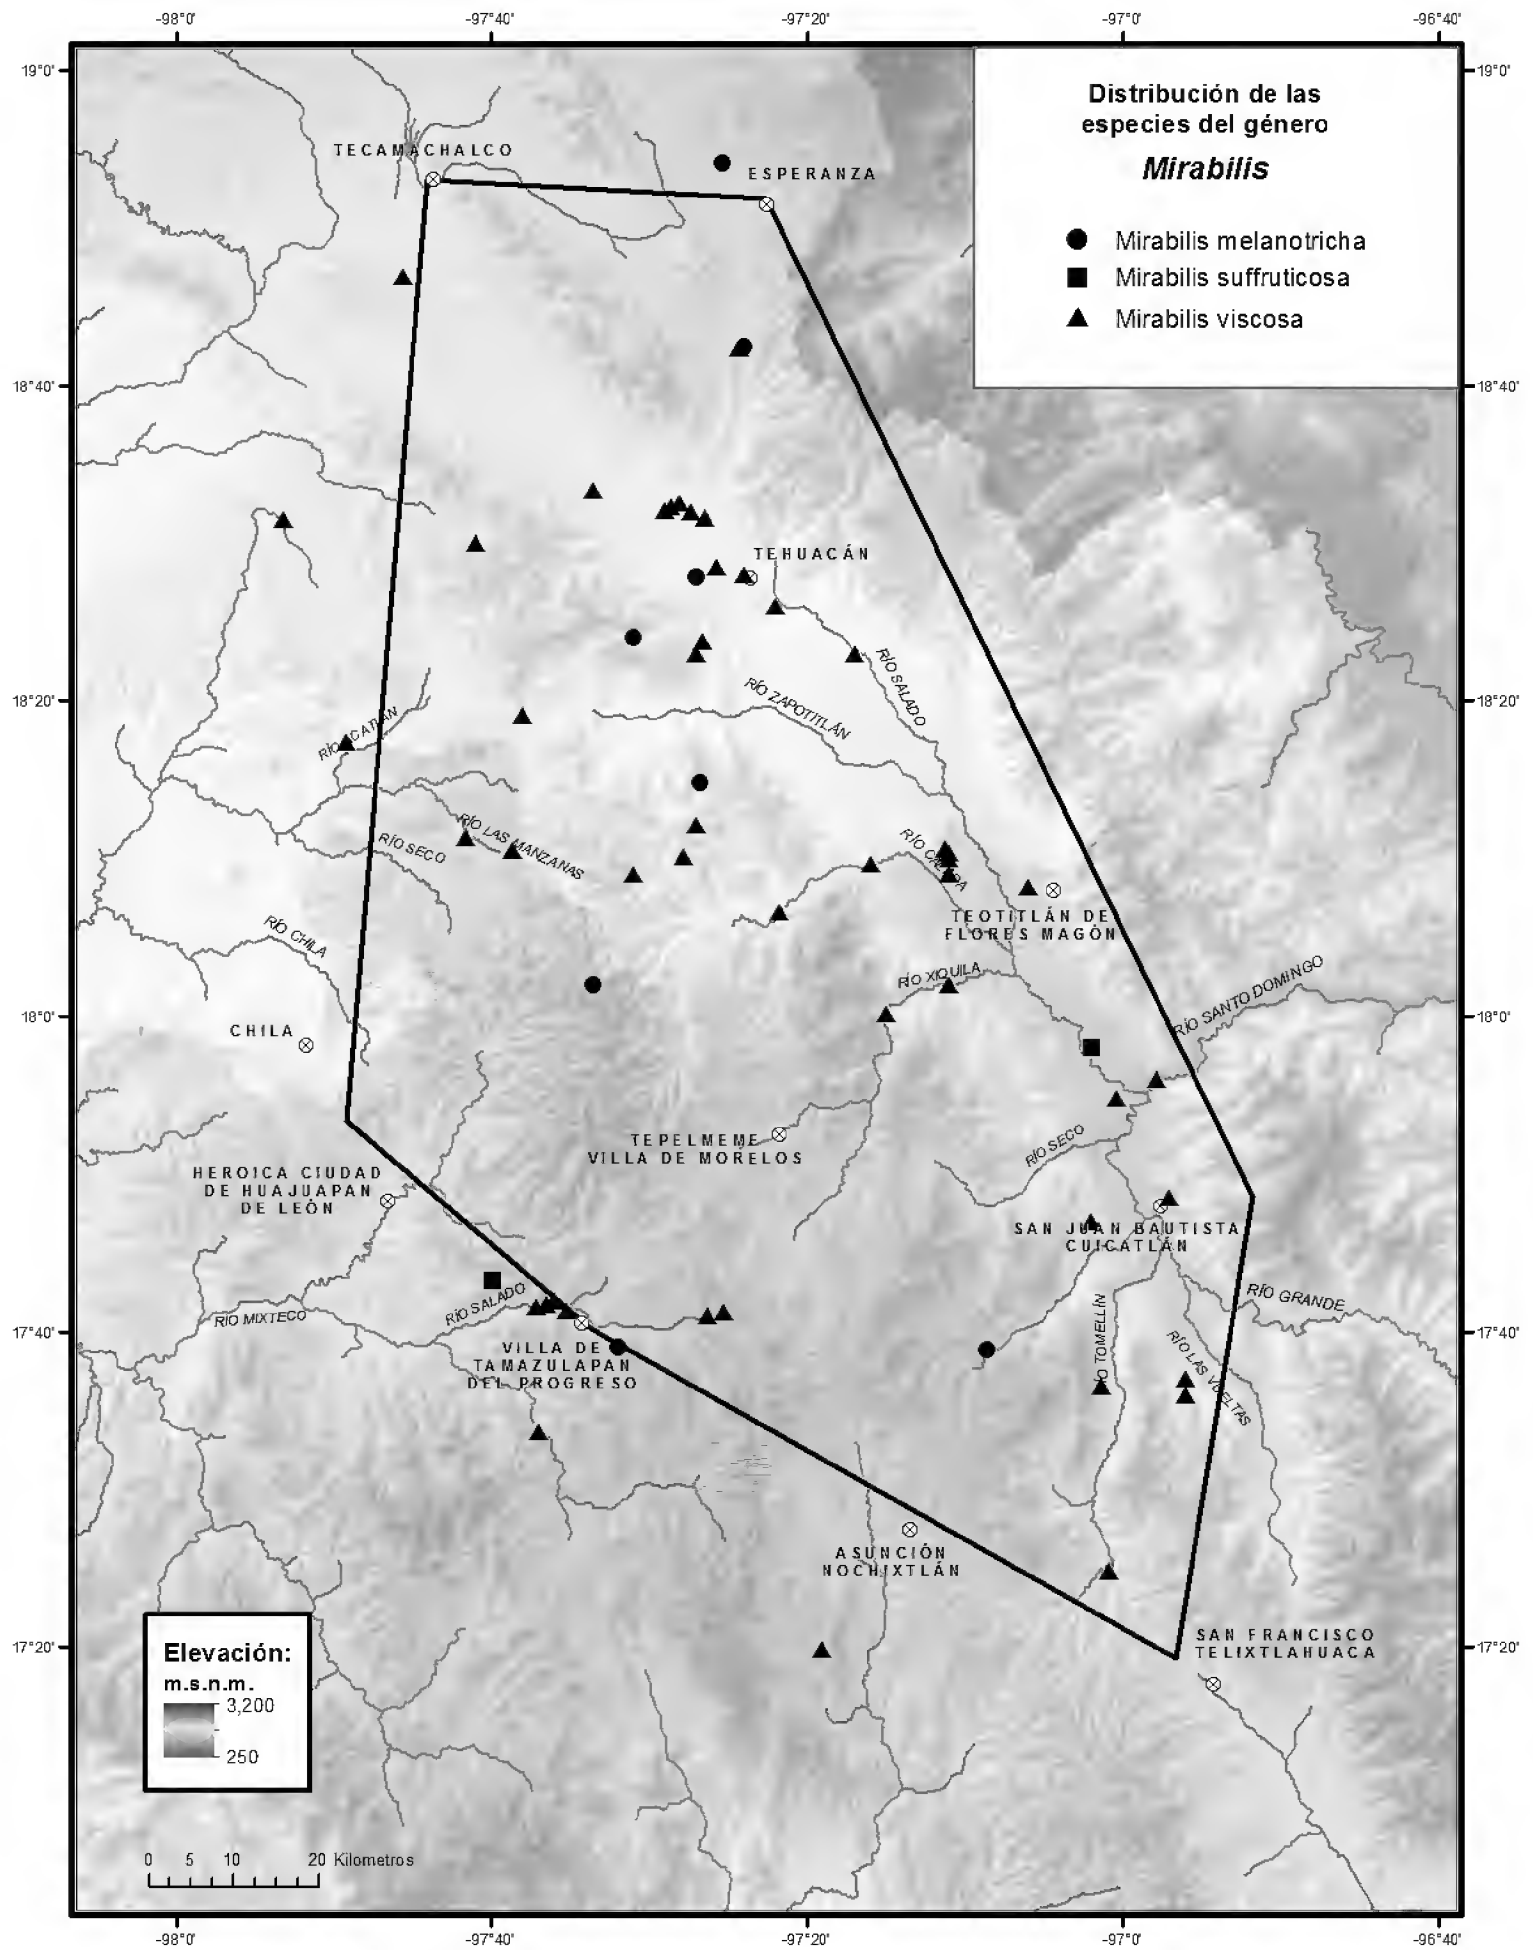 -98°0'
-97°40'
-97°20'
-97°0'
-96°40'
19°0'
19°0'
Distribución de las
especies del género
Mirabilis
Mirabilis melanotricha
Mirabilis suffruticosa
Mirabilis viscosa
TECAMACHALCO
ESPERANZA
18°40'
18°40'
TEHUACÁN
RÍO SALADO
RÍO ZAPOTITLÁN
18°20'
18°20'
RÍO ACATLÁN
RÍO LAS MANZANAS
RÍO SECO
TEOTITLÁN DE
FLORES MAGÓN
RÍO CHILA
RÍO XIQUILA
RÍO SANTO DOMINGO
18°0'
18°0'
CHILA
TEPELMEME
VILLA DE MORELOS
RÍO SECO
HEROICA CIUDAD
DE HUAJUAPAN
DE LEÓN
SAN JUAN BAUTISTA
CUICATLÁN
RÍO SALADO
RÍO MIXTECO
RÍO GRANDE
17°40'
17°40'
RÍO TOMELLÍN
RÍO LAS VUELTAS
VILLA DE
TAMAZULAPAN
DEL PROGRESO
ASUNCIÓN
NOCHIXTLÁN
17°20'
17°20'
SAN FRANCISCO
TELIXTLAHUACA
Elevación:
m.s.n.m.
3,200
250
0 5 10 20 Kilometros
-98°0'
-97°40'
-97°20'
-97°0'
-96°40'